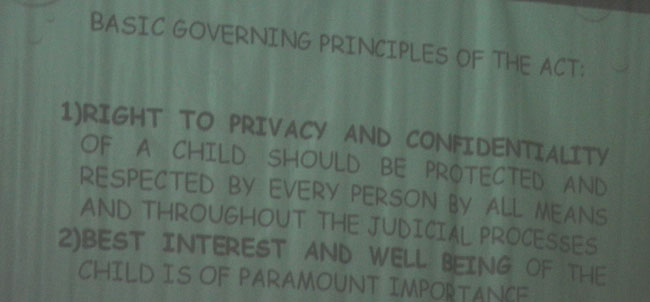 BASIC GOVERNING PRINCIPLES OF THE ACT:
1)RIGHT TO PRIVACY AND CONFIDENTIALITY
OF A CHILD SHOULD BE PROTECTED AND
RESPECTED BY EVERY PERSON BY ALL MEANS
AND THROUGHOUT THE JUDICIAL PROCESSES
2)BEST INTEREST AND WELL BEING OF THE
CHILD IS OF PARAMOUNT IMPORTANCE